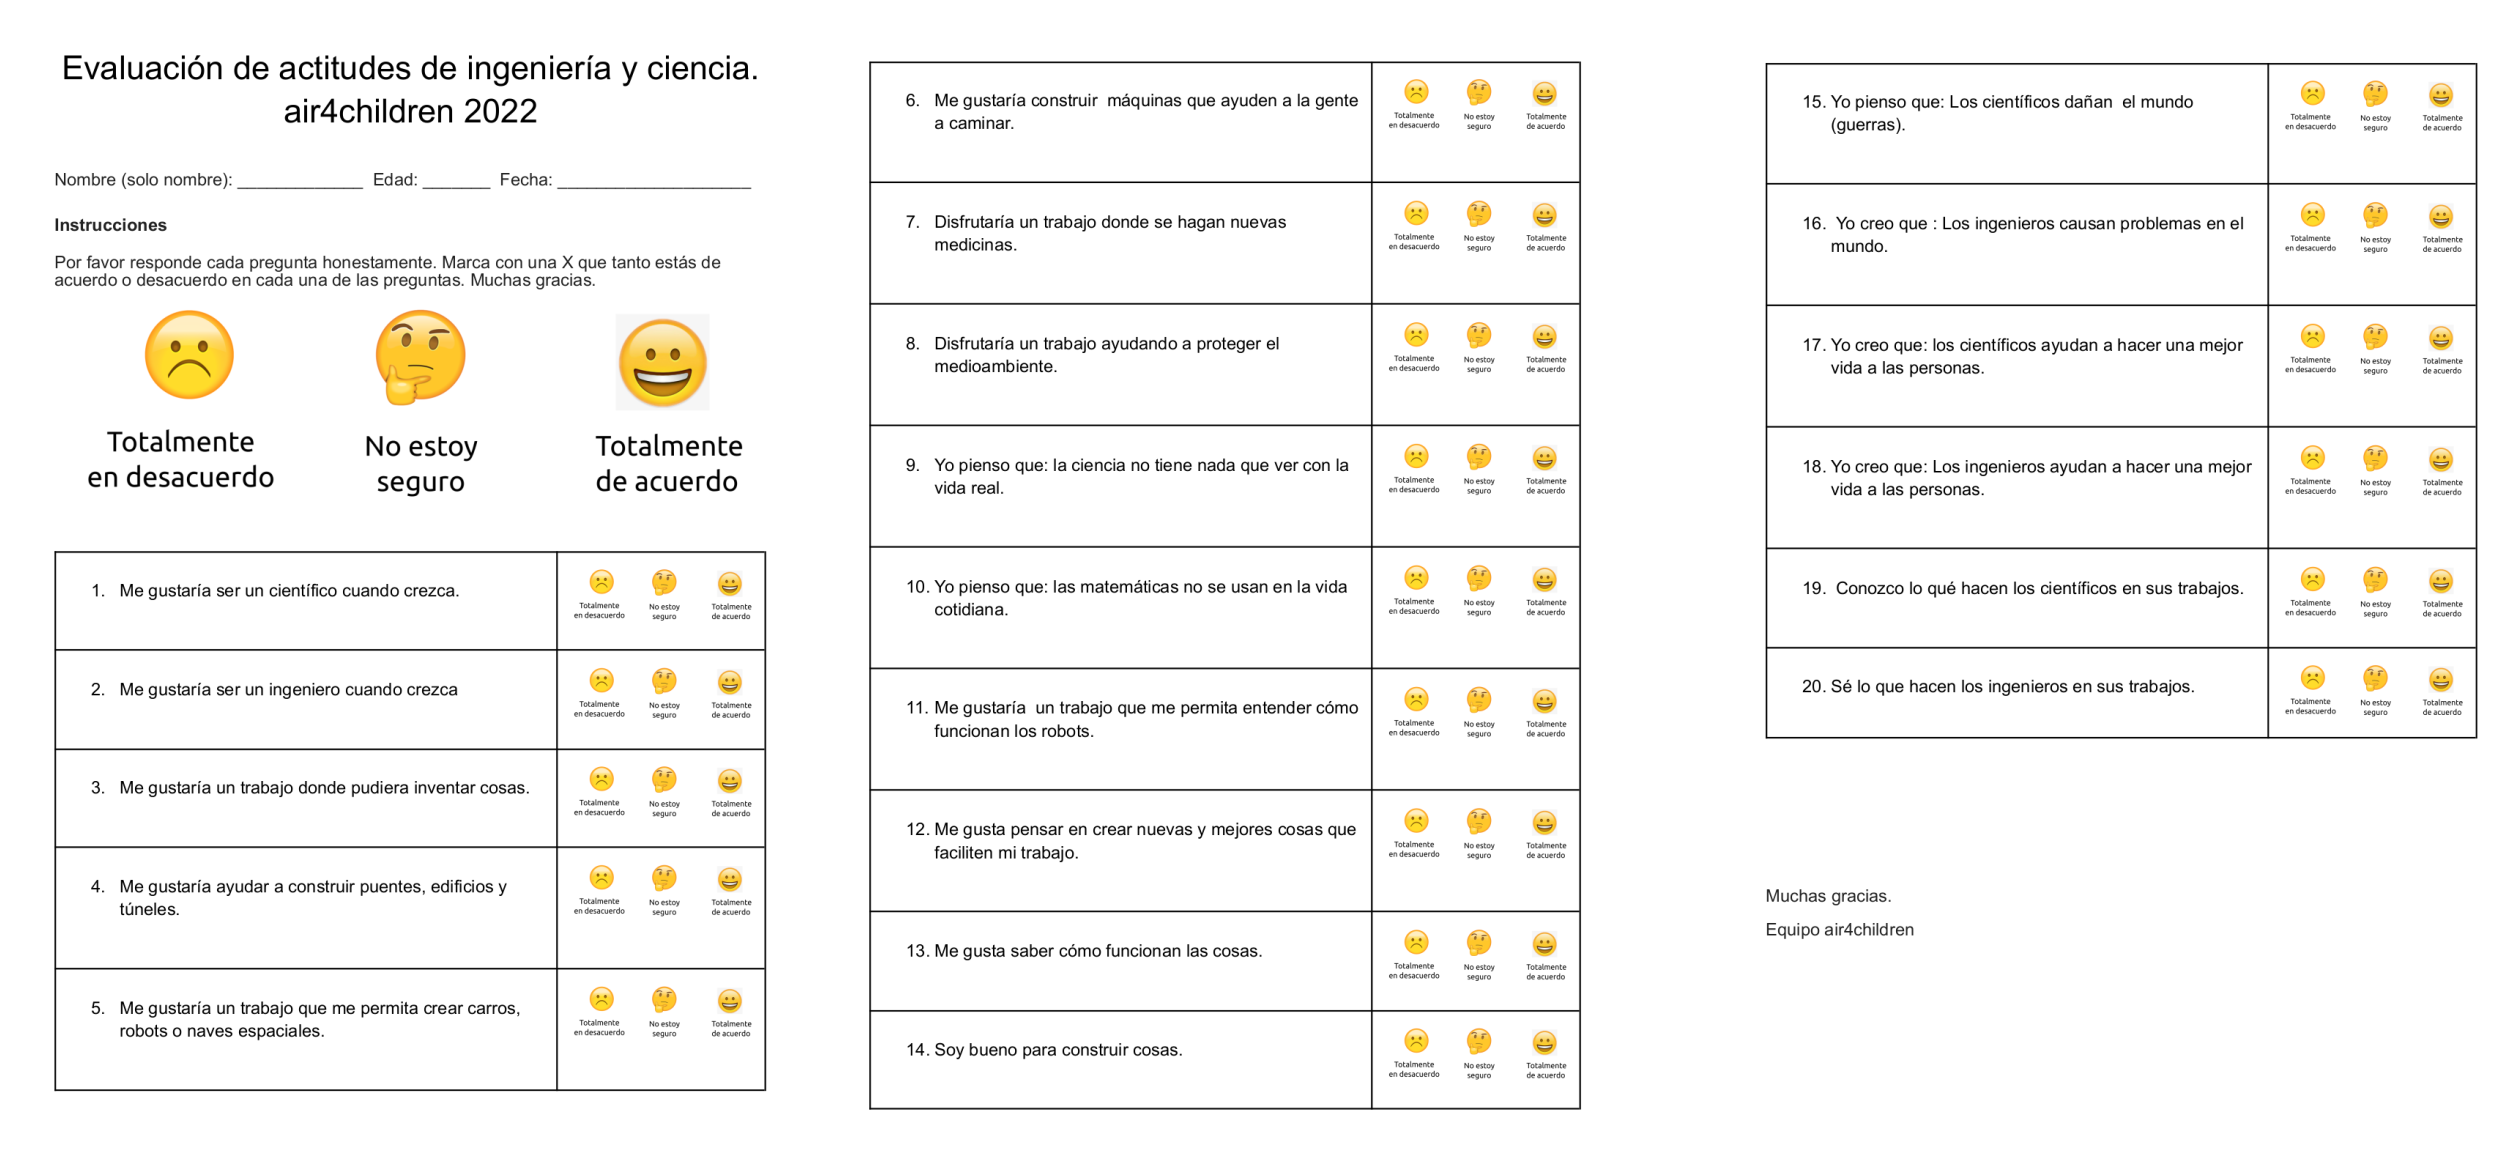 Evaluación de actitudes de ingeniería y ciencia.
air4children 2022
Nombre (solo nombre): _____________ Edad: _______ Fecha: ____________________
Instrucciones
Por favor responde cada pregunta honestamente. Marca con una X que tanto estás de
acuerdo o desacuerdo en cada una de las preguntas. Muchas gracias.
Totalmente
en desacuerdo
No estoy
seguro
Totalmente
de acuerdo
1. Me gustaría ser un científico cuando crezca.
Totalmente
en desacuerdo
No estoy
seguro
Totalmente
de acuerdo
2. Me gustaría ser un ingeniero cuando crezca
Totalmente
en desacuerdo
No estoy
seguro
Totalmente
de acuerdo
3. Me gustaría un trabajo donde pudiera inventar cosas.
Totalmente
en desacuerdo
No estoy
seguro
Totalmente
de acuerdo
4. Me gustaría ayudar a construir puentes, edificios y
túneles.
Totalmente
en desacuerdo
No estoy
seguro
Totalmente
de acuerdo
5. Me gustaría un trabajo que me permita crear carros,
robots o naves espaciales.
Totalmente
en desacuerdo
No estoy
seguro
Totalmente
de acuerdo
6. Me gustaría construir máquinas que ayuden a la gente
a caminar.
Totalmente
en desacuerdo
No estoy
seguro
Totalmente
de acuerdo
7. Disfrutaría un trabajo donde se hagan nuevas
medicinas.
Totalmente
en desacuerdo
No estoy
seguro
Totalmente
de acuerdo
8. Disfrutaría un trabajo ayudando a proteger el
medioambiente.
Totalmente
en desacuerdo
No estoy
seguro
Totalmente
de acuerdo
9. Yo pienso que: la ciencia no tiene nada que ver con la
vida real.
Totalmente
en desacuerdo
No estoy
seguro
Totalmente
de acuerdo
10. Yo pienso que: las matemáticas no se usan en la vida
cotidiana.
Totalmente
en desacuerdo
No estoy
seguro
Totalmente
de acuerdo
11. Me gustaría un trabajo que me permita entender cómo
funcionan los robots.
Totalmente
en desacuerdo
No estoy
seguro
Totalmente
de acuerdo
12. Me gusta pensar en crear nuevas y mejores cosas que
faciliten mi trabajo.
Totalmente
en desacuerdo
No estoy
seguro
Totalmente
de acuerdo
13. Me gusta saber cómo funcionan las cosas.
Totalmente
en desacuerdo
No estoy
seguro
Totalmente
de acuerdo
14. Soy bueno para construir cosas.
Totalmente
en desacuerdo
No estoy
seguro
Totalmente
de acuerdo
15. Yo pienso que: Los científicos dañan el mundo
(guerras).
Totalmente
en desacuerdo
No estoy
seguro
Totalmente
de acuerdo
16. Yo creo que : Los ingenieros causan problemas en el
mundo.
Totalmente
en desacuerdo
No estoy
seguro
Totalmente
de acuerdo
17. Yo creo que: los científicos ayudan a hacer una mejor
vida a las personas.
Totalmente
en desacuerdo
No estoy
seguro
Totalmente
de acuerdo
18. Yo creo que: Los ingenieros ayudan a hacer una mejor
vida a las personas.
Totalmente
en desacuerdo
No estoy
seguro
Totalmente
de acuerdo
19. Conozco lo qué hacen los científicos en sus trabajos.
Totalmente
en desacuerdo
No estoy
seguro
Totalmente
de acuerdo
20. Sé lo que hacen los ingenieros en sus trabajos.
Totalmente
en desacuerdo
No estoy
seguro
Totalmente
de acuerdo
Muchas gracias.
Equipo air4children